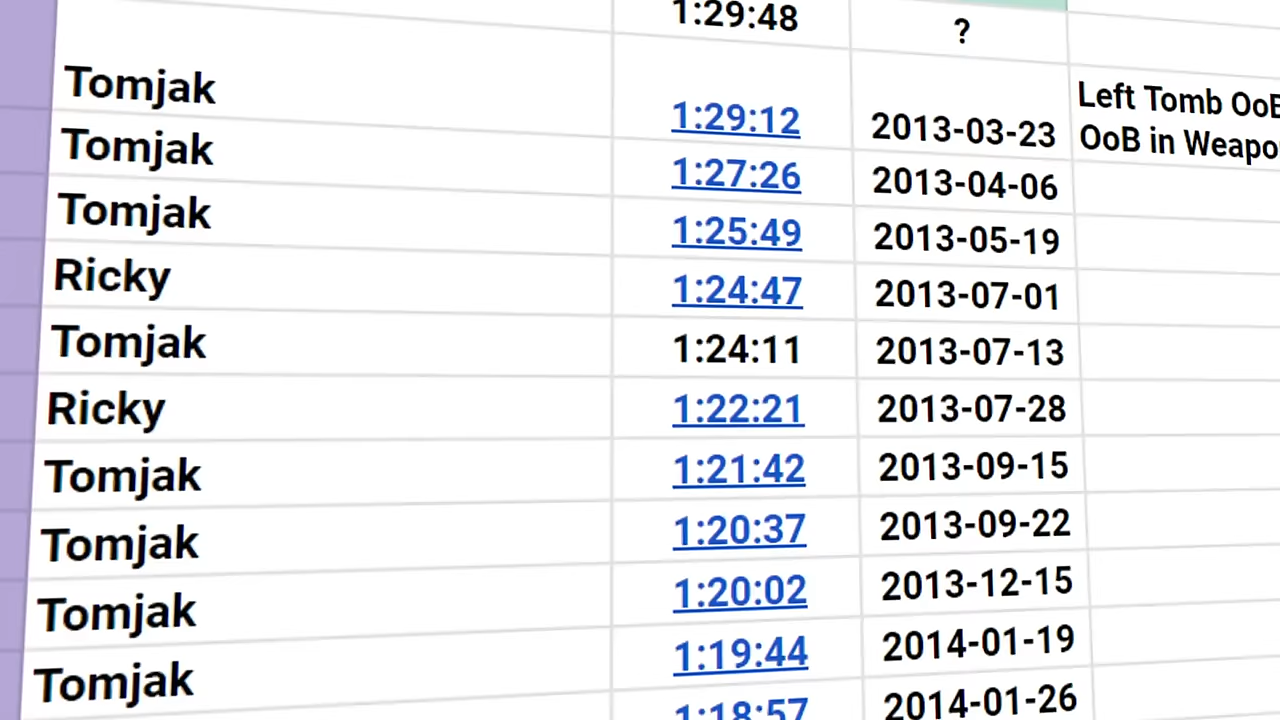 1:29:48 ?
Tomjak 1:29:12 2013-03-23 Left Tomb
OoB in
Tomjak 1:27:26 2013-04-06
Tomjak 1:25:49 2013-05-19
Ricky 1:24:47 2013-07-01
Tomjak 1:24:11 2013-07-13
Ricky 1:22:21 2013-07-28
Tomjak 1:21:42 2013-09-15
Tomjak 1:20:37 2013-09-22
Tomjak 1:20:02 2013-12-15
Tomjak 1:19:44 2014-01-19
1:18:57 2014-01-26